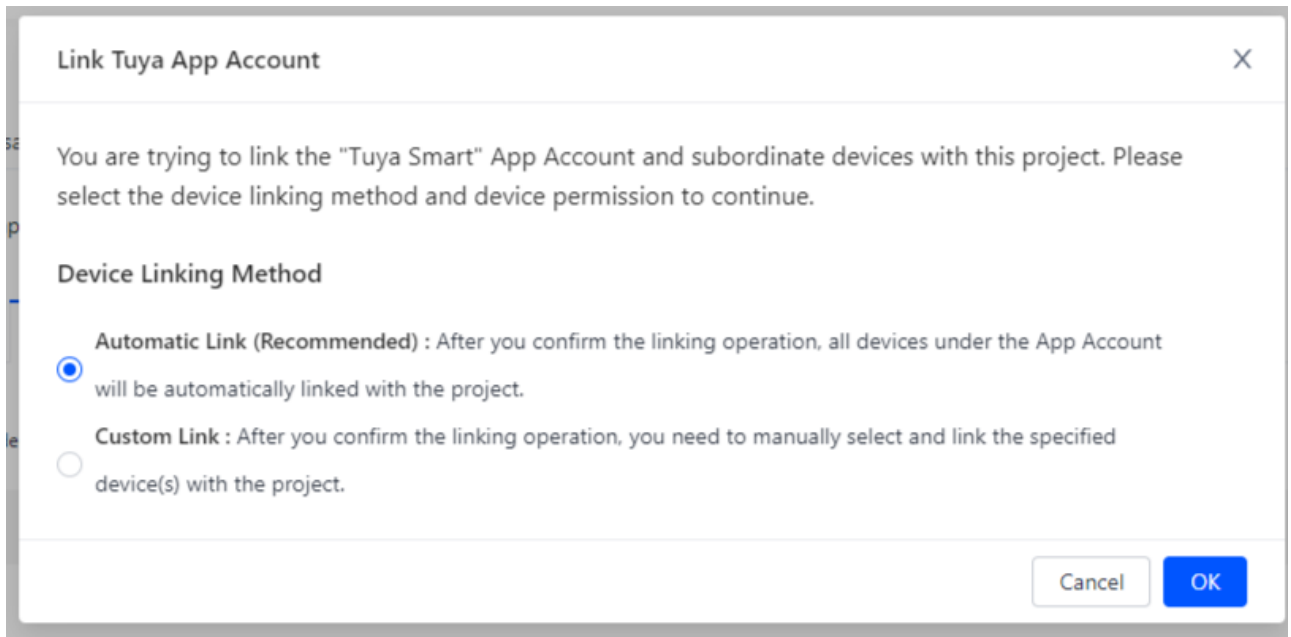 Link Tuya App Account
You are trying to link the "Tuya Smart" App Account and subordinate devices with this project. Please
select the device linking method and device permission to continue.
Device Linking Method
Automatic Link (Recommended) : After you confirm the linking operation, all devices under the App Account
will be automatically linked with the project.
Custom Link : After you confirm the linking operation, you need to manually select and link the specified
device(s) with the project.
Cancel
OK